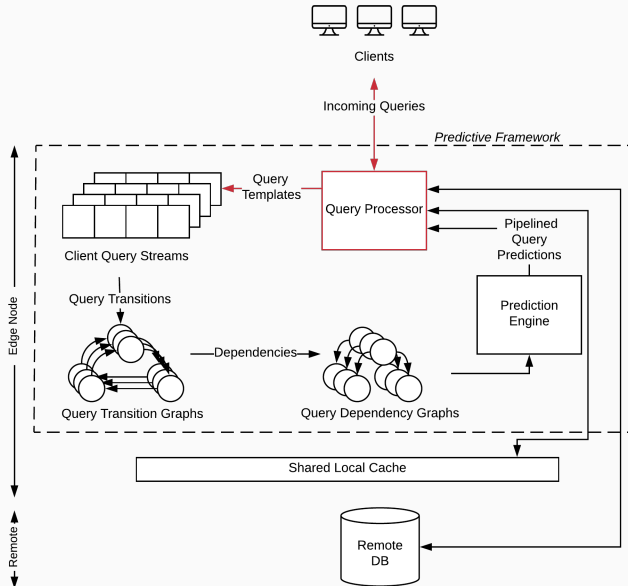 Clients
Incoming Queries
Predictive Framework
Query
Templates
Query Processor
Pipelined
Query
Predictions
Client Query Streams
Query Transitions
Prediction
Engine
Edge Node
Dependencies
Query Transition Graphs
Query Dependency Graphs
Shared Local Cache
Remote
Remote
DB